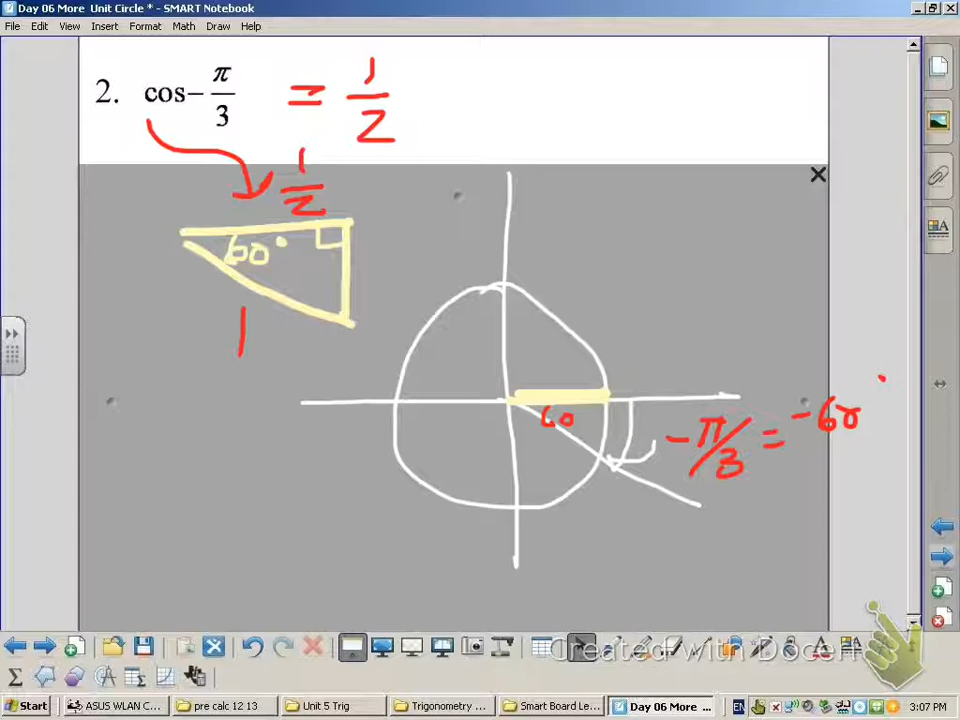 Day 06 More Unit Circle * - SMART Notebook
File Edit View Insert Format Math Draw Help
2. cos-π/3 = 1/2
1/2
60°
1
60
-π/3 = -60
Created with Docen
Start ASUS WLAN C... pre calc 12 13 Unit 5 Trig Trigonometry ... Smart Board Le... Day 06 More... EN 3:07 PM